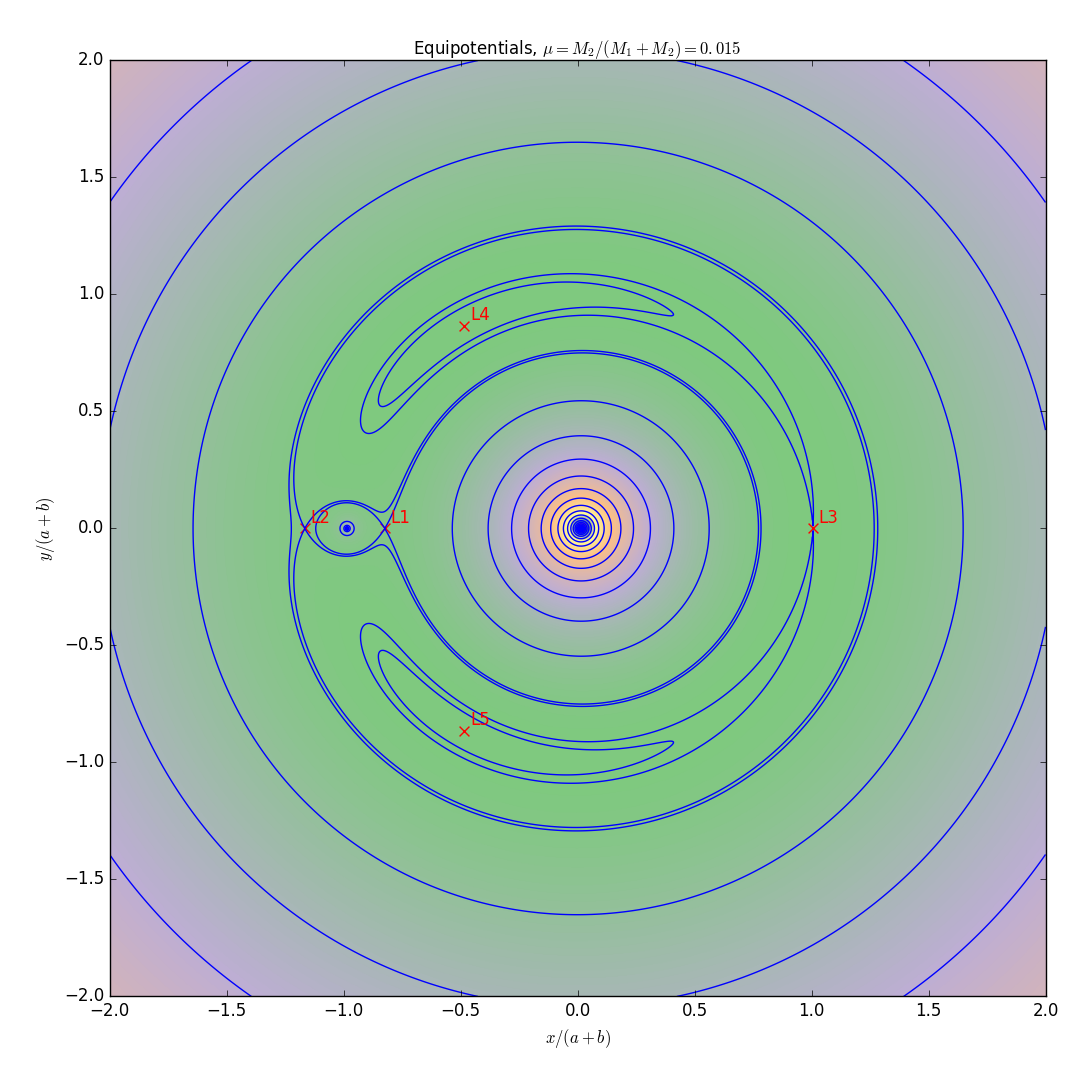 Equipotentials, μ = M₂/(M₁ + M₂) = 0.015
2.0
1.5
1.0
L4
0.5
0.0
L2
L1
L3
−0.5
L5
−1.0
−1.5
−2.0
−2.0 −1.5 −1.0 −0.5 0.0 0.5 1.0 1.5 2.0
x/(a + b)
y/(a + b)